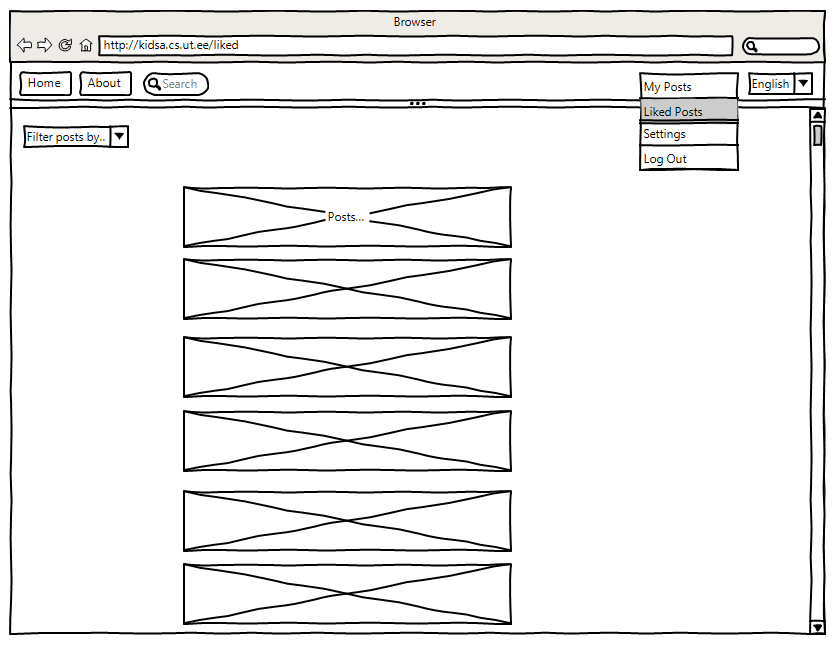 Browser
http://kidsa.cs.ut.ee/liked
Home
About
Search
My Posts
English
Liked Posts
Settings
Log Out
Filter posts by..
Posts...